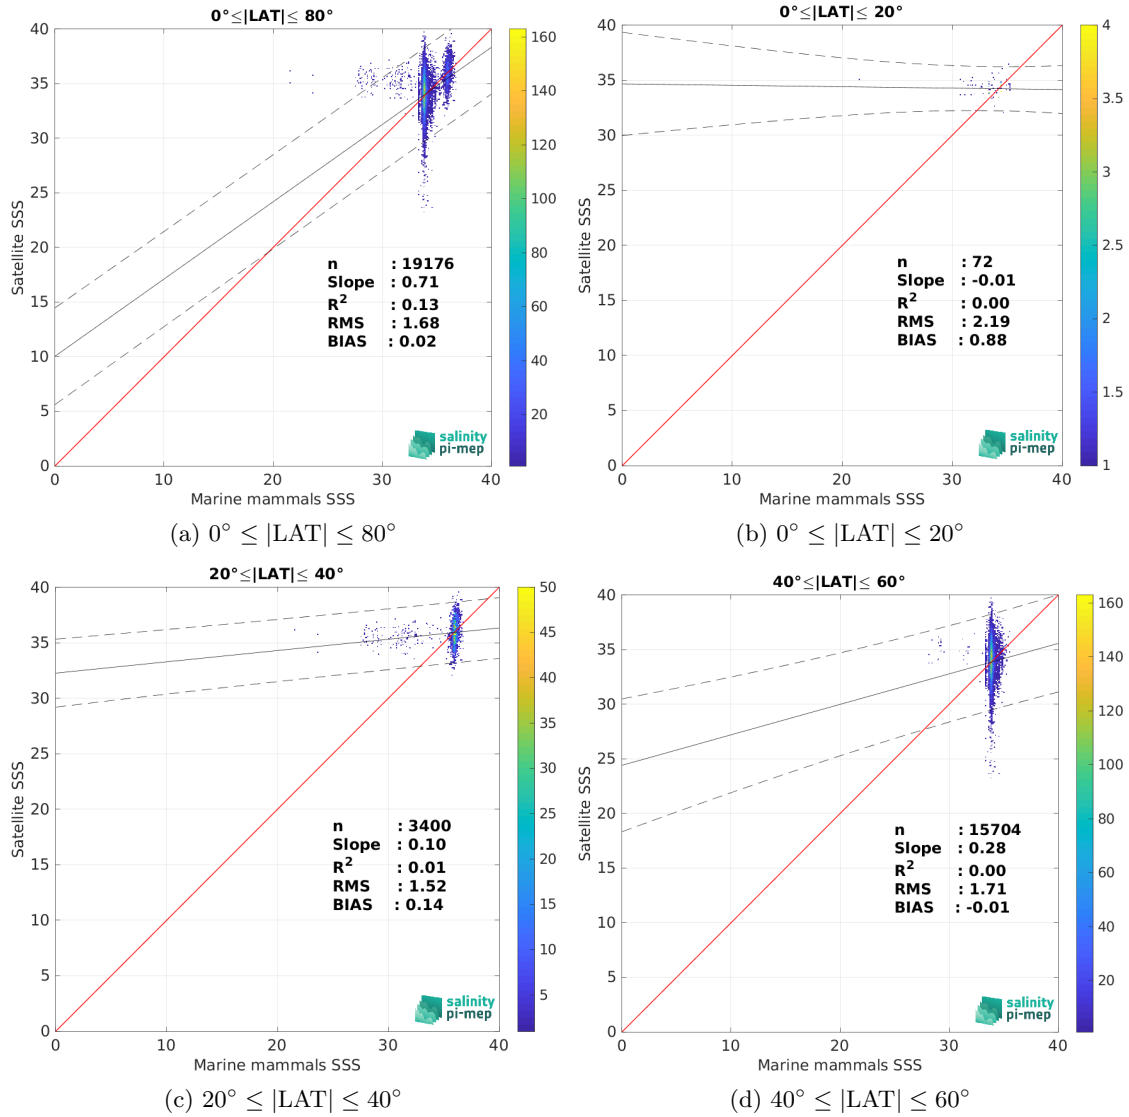 0°≤|LAT|≤ 80°
Satellite SSS
40
35
30
25
20
15
10
5
0
n : 19176
Slope : 0.71
R² : 0.13
RMS : 1.68
BIAS : 0.02
salinity
pi-mep
0 10 20 30 40
Marine mammals SSS
160
140
120
100
80
60
40
20
(a) 0° ≤ |LAT| ≤ 80°
0°≤|LAT|≤ 20°
Satellite SSS
40
35
30
25
20
15
10
5
0
n : 72
Slope : -0.01
R² : 0.00
RMS : 2.19
BIAS : 0.88
salinity
pi-mep
0 10 20 30 40
Marine mammals SSS
4
3.5
3
2.5
2
1.5
1
(b) 0° ≤ |LAT| ≤ 20°
20°≤|LAT|≤ 40°
Satellite SSS
40
35
30
25
20
15
10
5
0
n : 3400
Slope : 0.10
R² : 0.01
RMS : 1.52
BIAS : 0.14
salinity
pi-mep
0 10 20 30 40
Marine mammals SSS
50
45
40
35
30
25
20
15
10
5
(c) 20° ≤ |LAT| ≤ 40°
40°≤|LAT|≤ 60°
Satellite SSS
40
35
30
25
20
15
10
5
0
n : 15704
Slope : 0.28
R² : 0.00
RMS : 1.71
BIAS : -0.01
salinity
pi-mep
0 10 20 30 40
Marine mammals SSS
160
140
120
100
80
60
40
20
(d) 40° ≤ |LAT| ≤ 60°